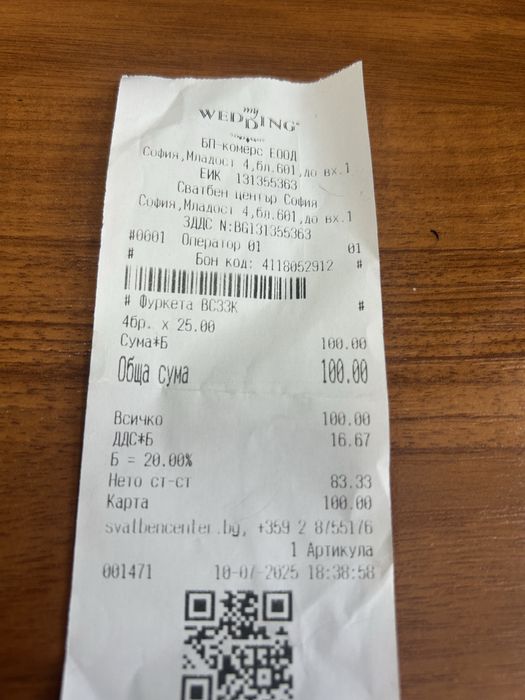 my
WEDDING®
БП-комерс ЕООД
София,Младост 4,бл.601,до вх.1
ЕИК 131355363
Сватбен център София
София,Младост 4,бл.601,до вх.1
ЗДДС N:BG131355363
#0001 Оператор 01 01
# Бон код: 4118052912 #
# Фуркета ВС33К #
4бр. x 25.00
Сума*Б 100.00
Обща сума 100.00
Всичко 100.00
ДДС*Б 16.67
Б = 20.00%
Нето ст-ст 83.33
Карта 100.00
svatbencenter.bg, +359 2 8755176
1 Артикула
001471 10-07-2025 18:38:58